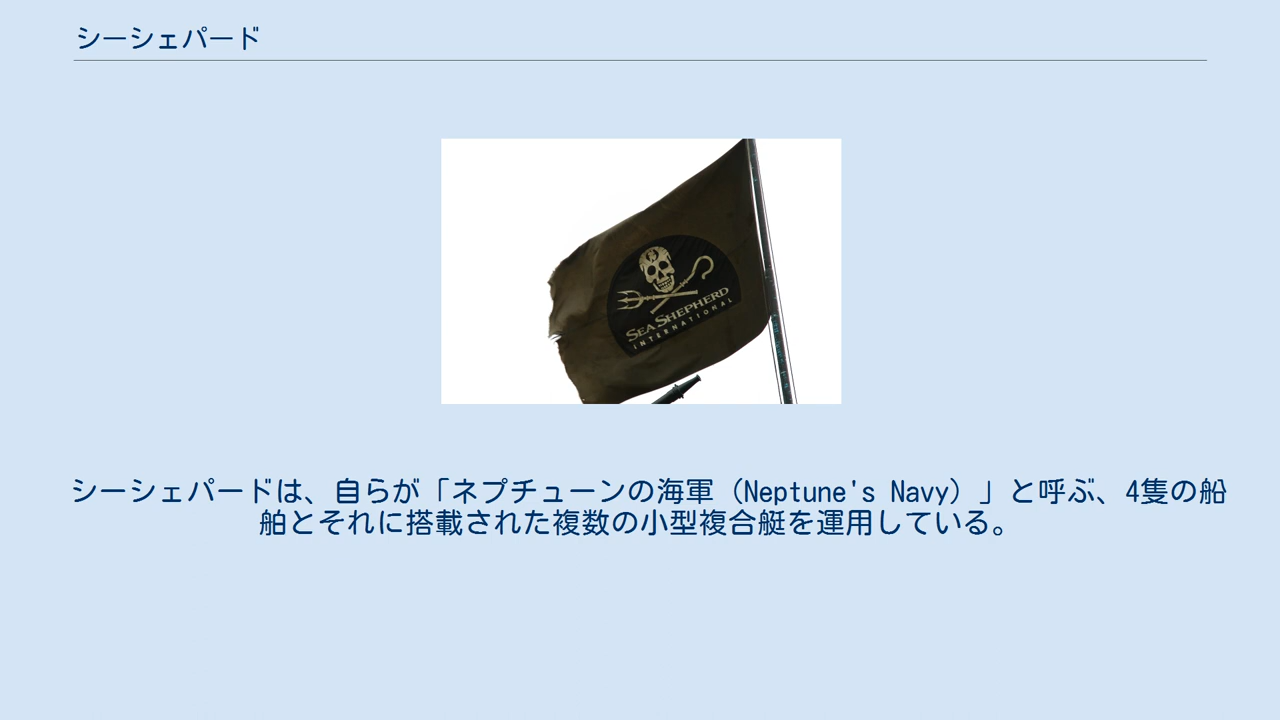 シーシェパード
SEA SHEPHERD
INTERNATIONAL
シーシェパードは、自らが「ネプチューンの海軍（Neptune's Navy）」と呼ぶ、4隻の船
舶とそれに搭載された複数の小型複合艇を運用している。